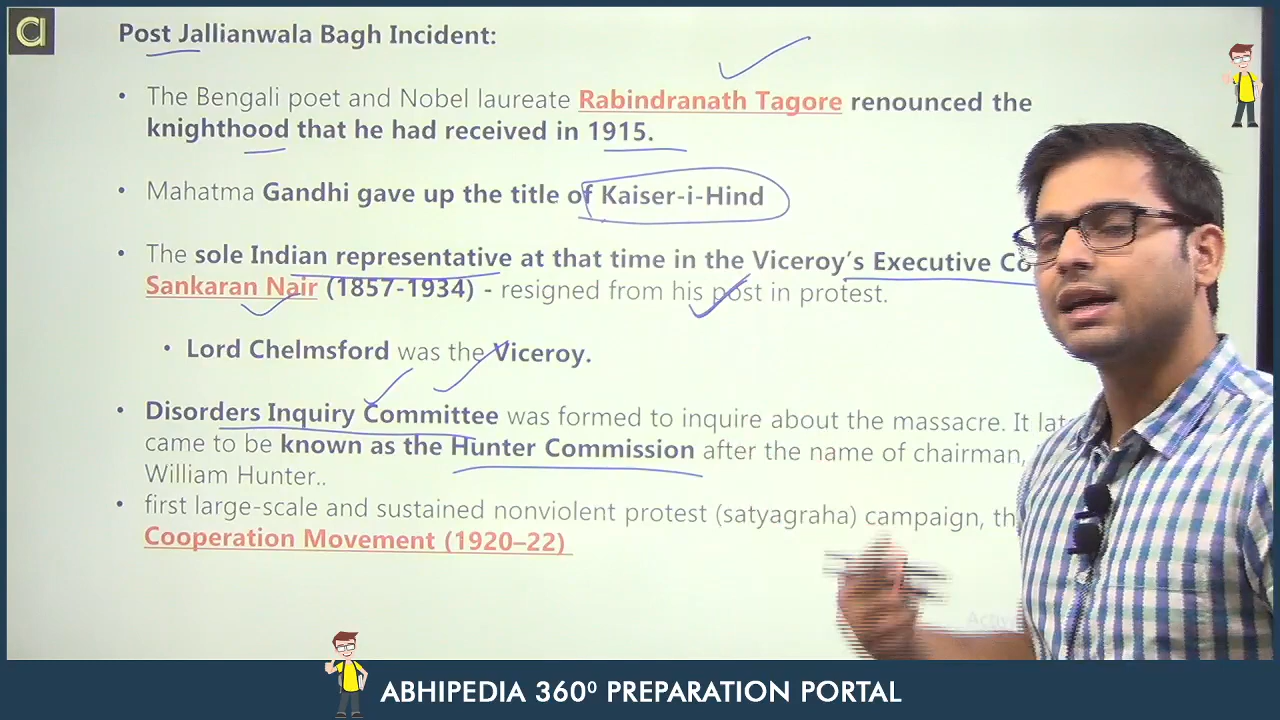 Post Jallianwala Bagh Incident:
• The Bengali poet and Nobel laureate Rabindranath Tagore renounced the
knighthood that he had received in 1915.
• Mahatma Gandhi gave up the title of Kaiser-i-Hind
• The sole Indian representative at that time in the Viceroy's Executive Co
Sankaran Nair (1857-1934) - resigned from his post in protest.
• Lord Chelmsford was the Viceroy.
• Disorders Inquiry Committee was formed to inquire about the massacre. It lat
came to be known as the Hunter Commission after the name of chairman,
William Hunter..
• first large-scale and sustained nonviolent protest (satyagraha) campaign, th
Cooperation Movement (1920–22)
ABHIPEDIA 360⁰ PREPARATION PORTAL